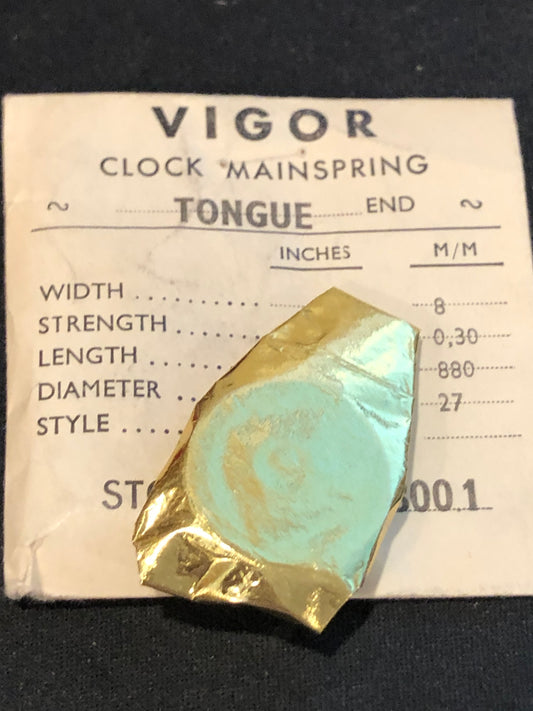 VIGOR
CLOCK MAINSPRING
~ TONGUE END ~
INCHES M/M
WIDTH 8
STRENGTH 0,30
LENGTH 880
DIAMETER 27
STYLE